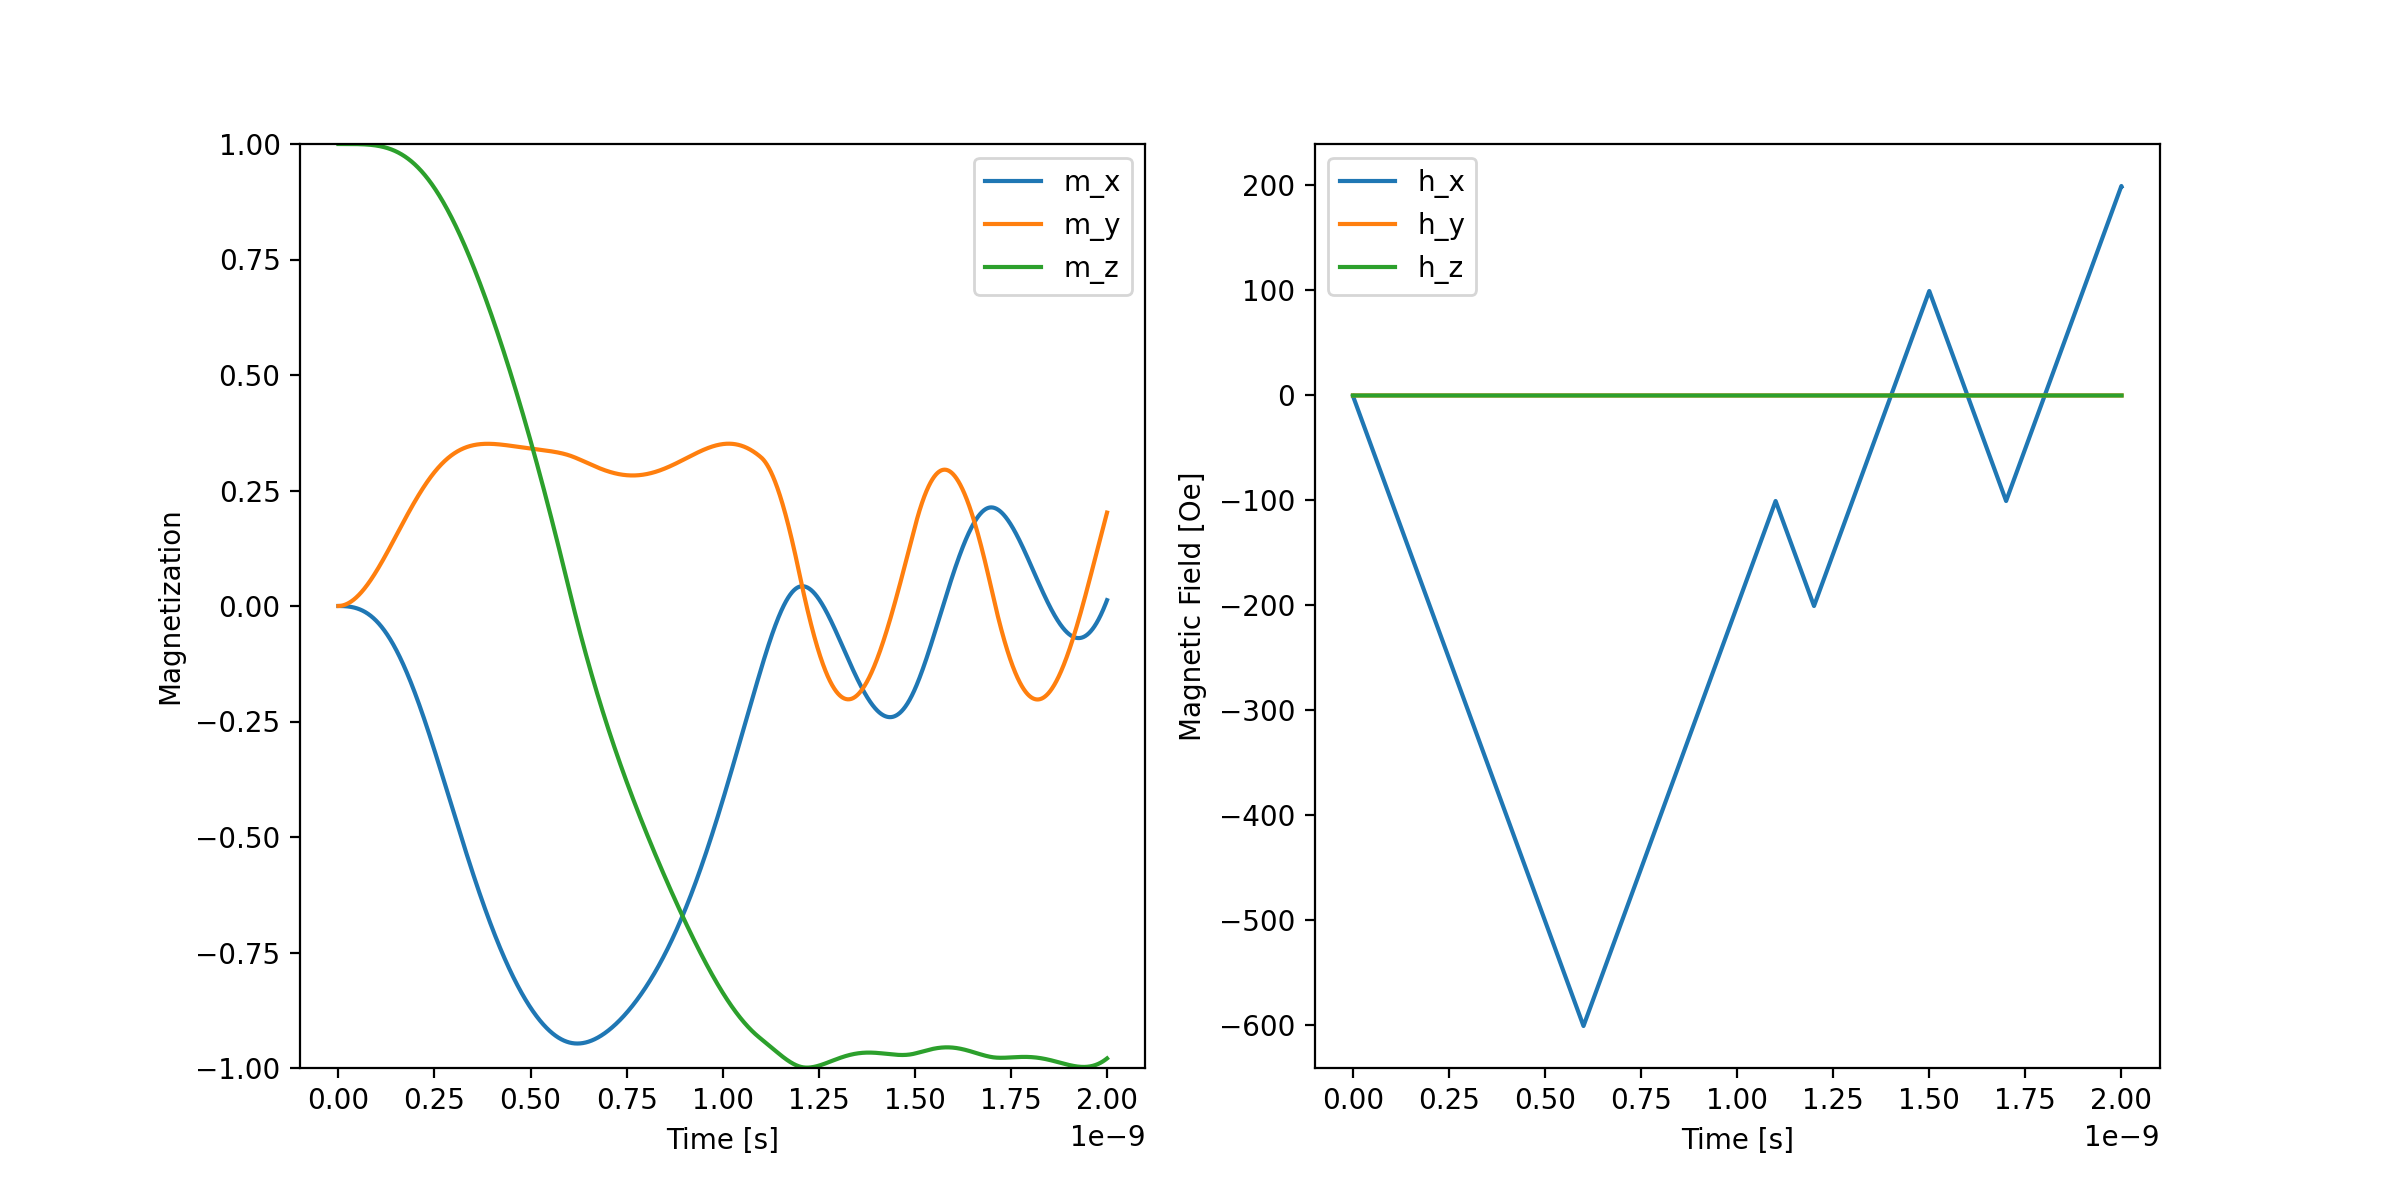 1.00
0.75
0.50
0.25
0.00
−0.25
−0.50
−0.75
−1.00
Magnetization
0.00 0.25 0.50 0.75 1.00 1.25 1.50 1.75 2.00
Time [s]
1e−9
m_x
m_y
m_z
200
100
0
−100
−200
−300
−400
−500
−600
Magnetic Field [Oe]
0.00 0.25 0.50 0.75 1.00 1.25 1.50 1.75 2.00
Time [s]
1e−9
h_x
h_y
h_z